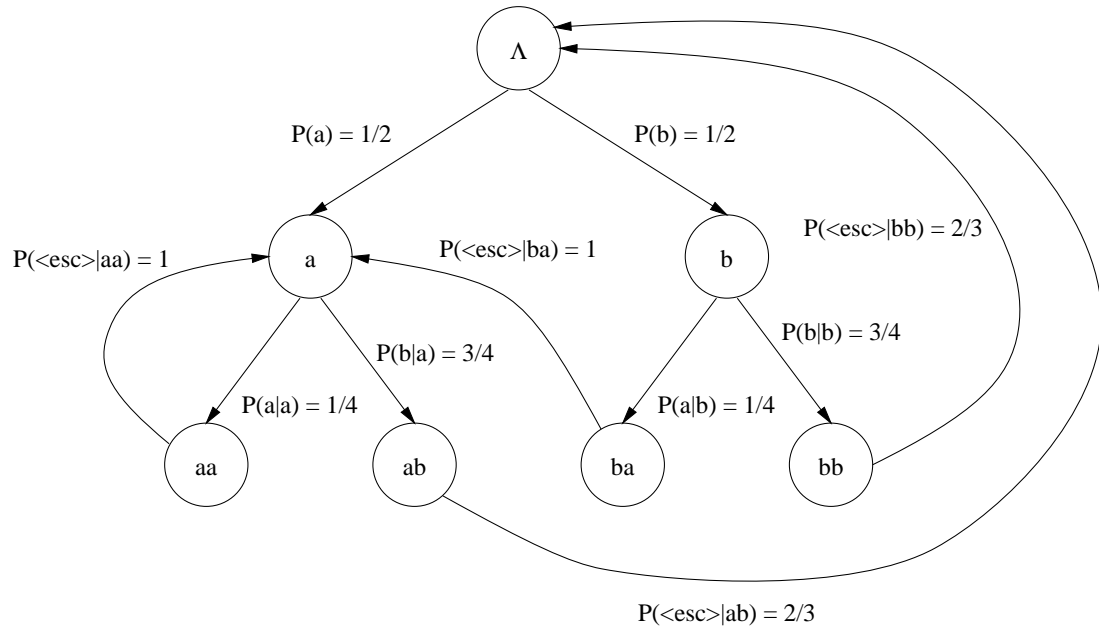 Λ
P(a) = 1/2
P(b) = 1/2
P(<esc>|bb) = 2/3
P(<esc>|aa) = 1
P(<esc>|ba) = 1
a
b
P(b|a) = 3/4
P(b|b) = 3/4
P(a|a) = 1/4
P(a|b) = 1/4
aa
ab
ba
bb
P(<esc>|ab) = 2/3